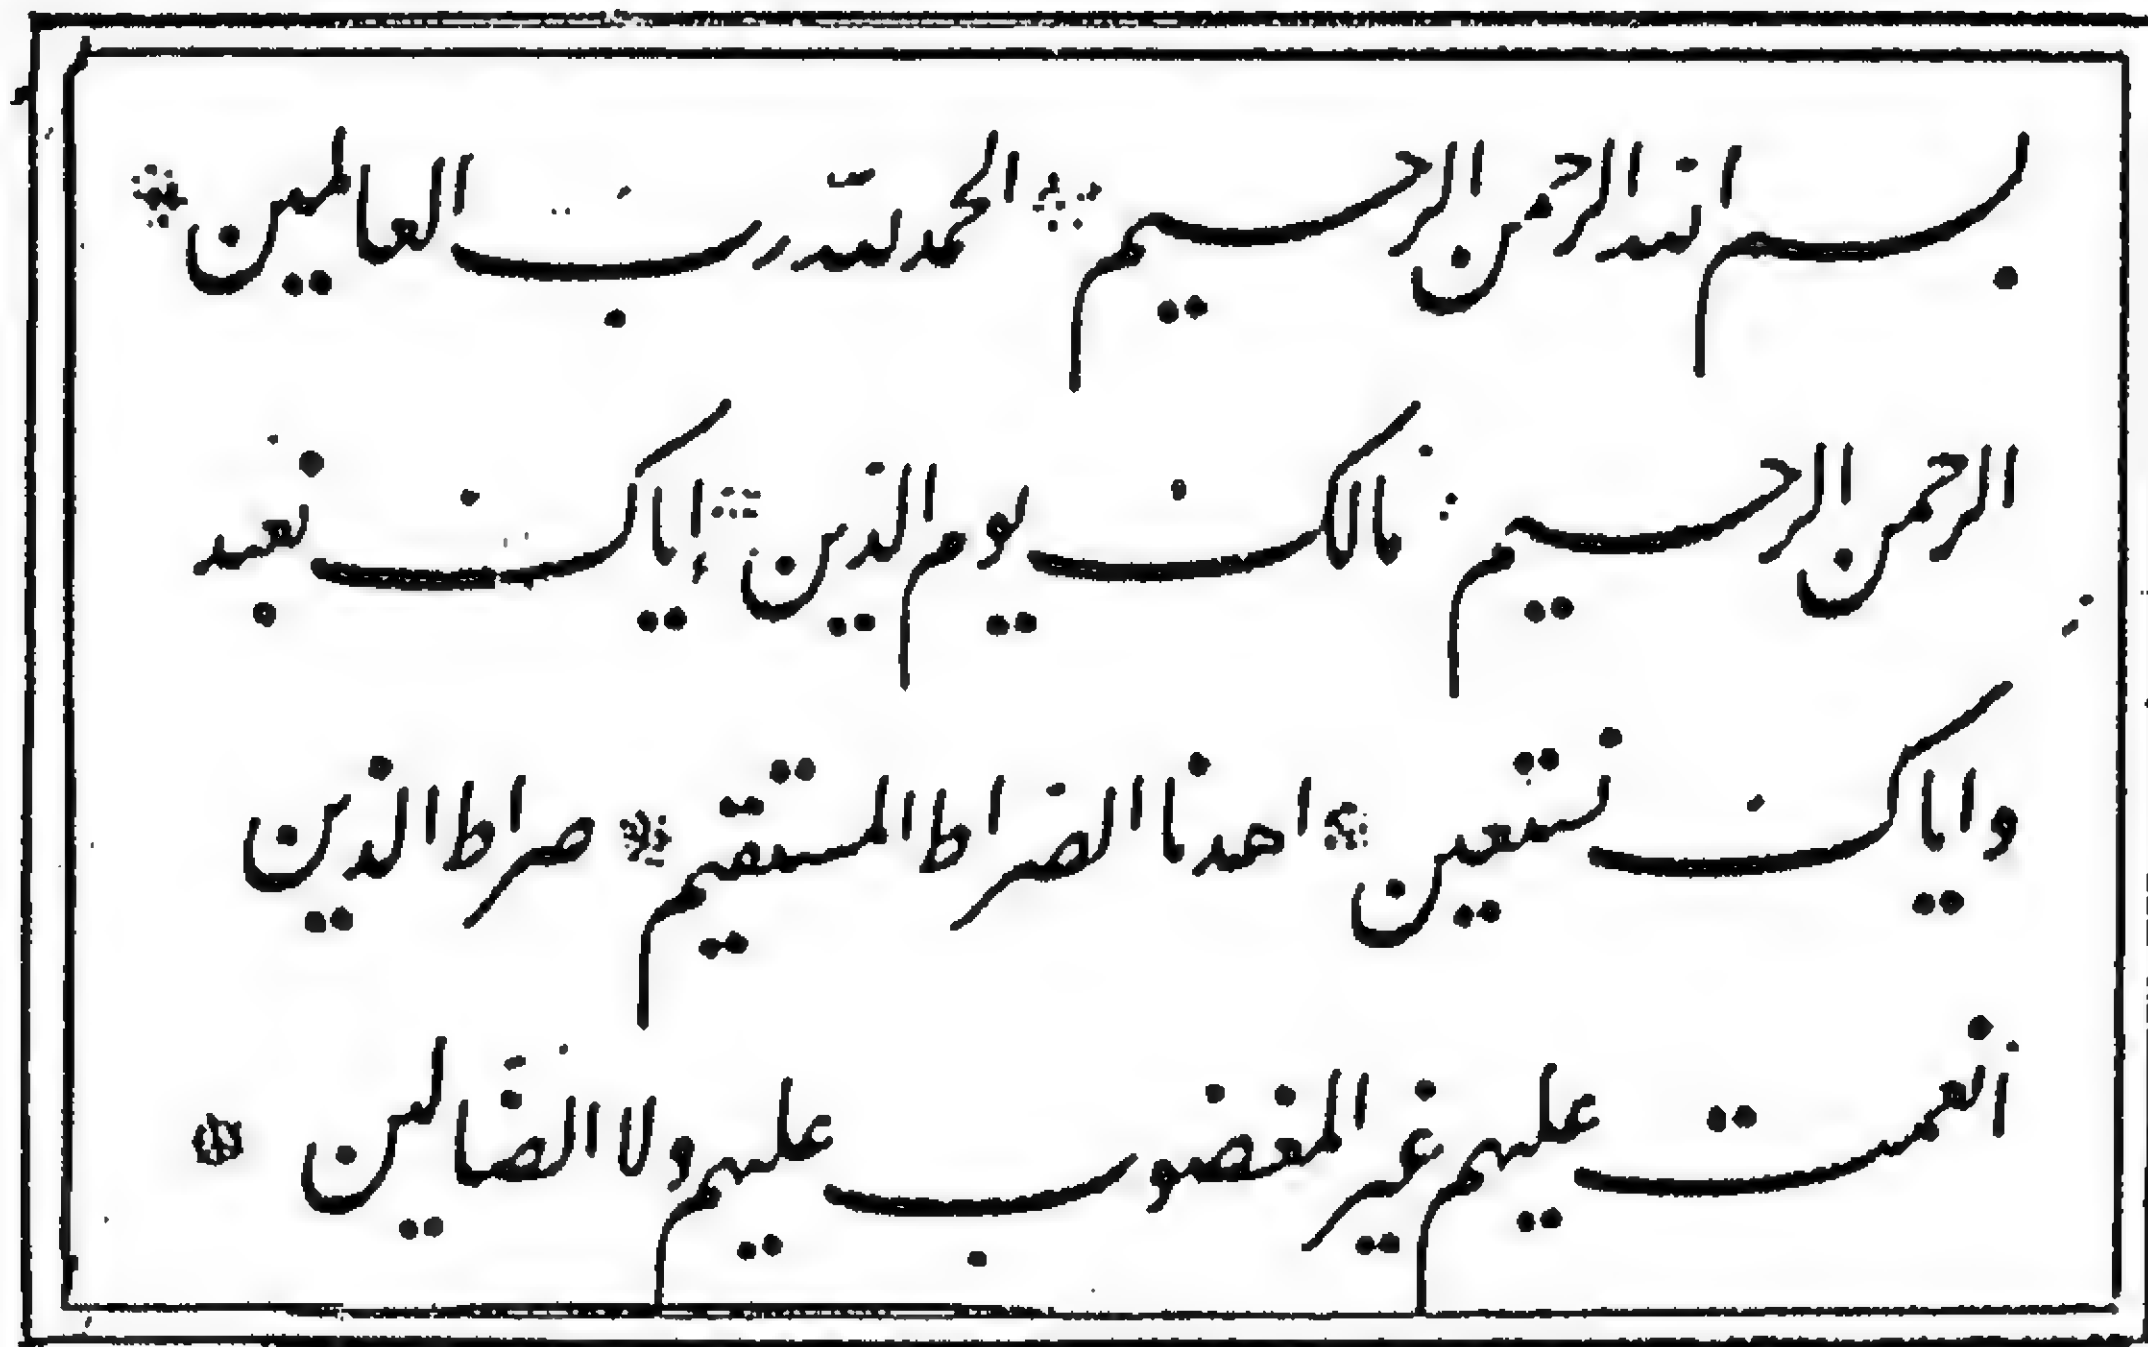 بسم الله الرحمن الرحيم * الحمد لله رب العالمين *
الرحمن الرحيم * مالك يوم الدين * إياك نعبد
واياك نستعين * اهدنا الصراط المستقيم * صراط الذين
أنعمت عليهم غير المغضوب عليهم ولا الضالين *